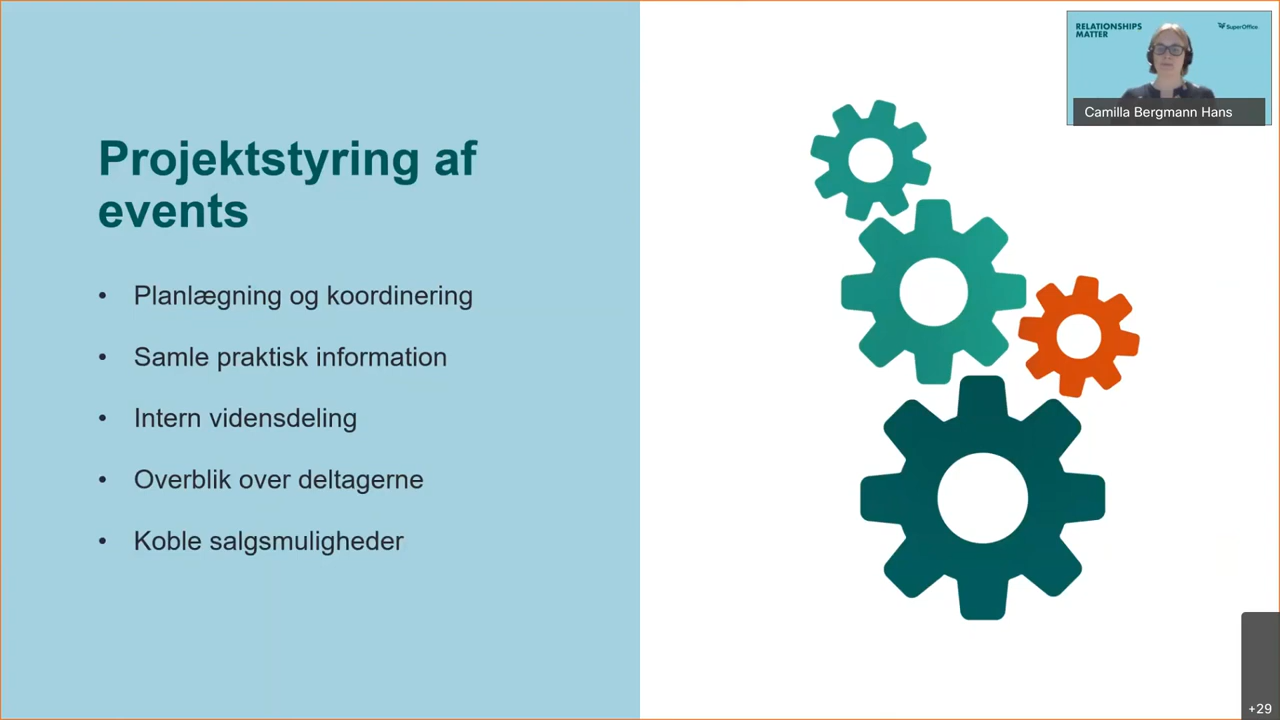 Projektstyring af
events
• Planlægning og koordinering
• Samle praktisk information
• Intern vidensdeling
• Overblik over deltagerne
• Koble salgsmuligheder
RELATIONSHIPS
MATTER
SuperOffice
Camilla Bergmann Hans
+29